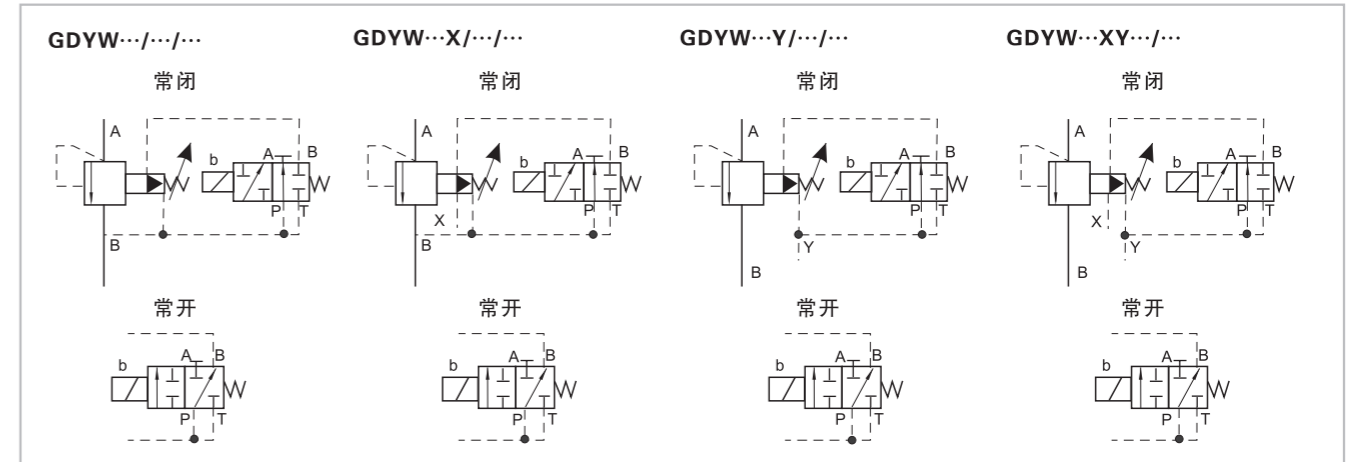 GDYW···/···/··· GDYW···X/···/··· GDYW···Y/···/··· GDYW···XY···/···
常闭 常闭 常闭 常闭
A A A A
b A B b A B b A B b A B
P T P T P T P T
X X
B B Y Y
B B
常开 常开 常开 常开
b A B b A B b A B b A B
P T P T P T P T